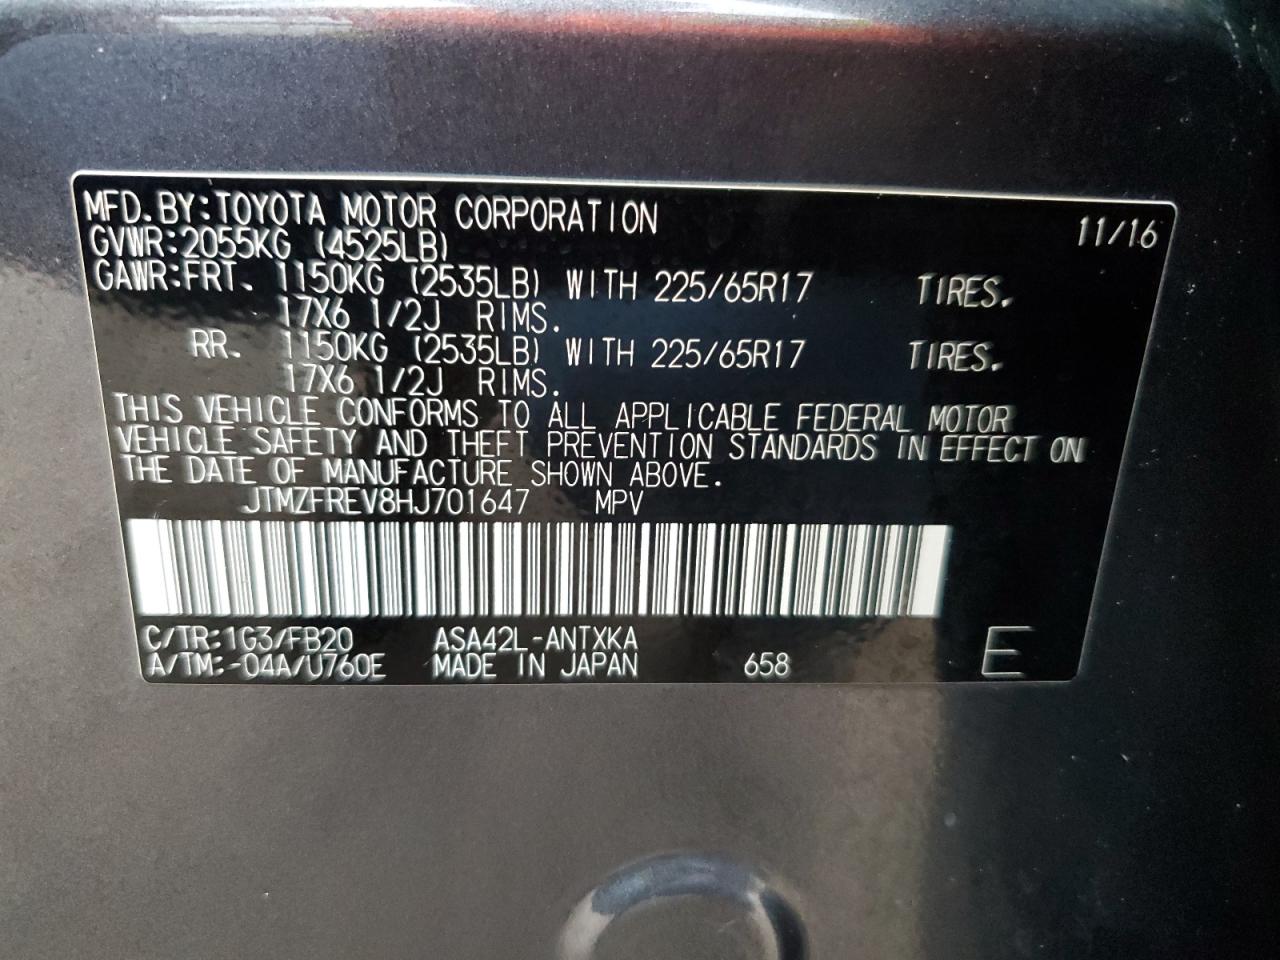 MFD. BY: TOYOTA MOTOR CORPORATION 11/16
GVWR: 2055KG (4525LB)
GAWR: FRT. 1150KG (2535LB) WITH 225/65R17 TIRES.
17X6 1/2J RIMS.
RR. 1150KG (2535LB) WITH 225/65R17 TIRES.
17X6 1/2J RIMS.
THIS VEHICLE CONFORMS TO ALL APPLICABLE FEDERAL MOTOR
VEHICLE SAFETY AND THEFT PREVENTION STANDARDS IN EFFECT ON
THE DATE OF MANUFACTURE SHOWN ABOVE.
JTMZFREV8HJ701647 MPV
C/TR: 1G3/FB20 ASA42L-ANTXKA E
A/TM: -04A/U760E MADE IN JAPAN 658